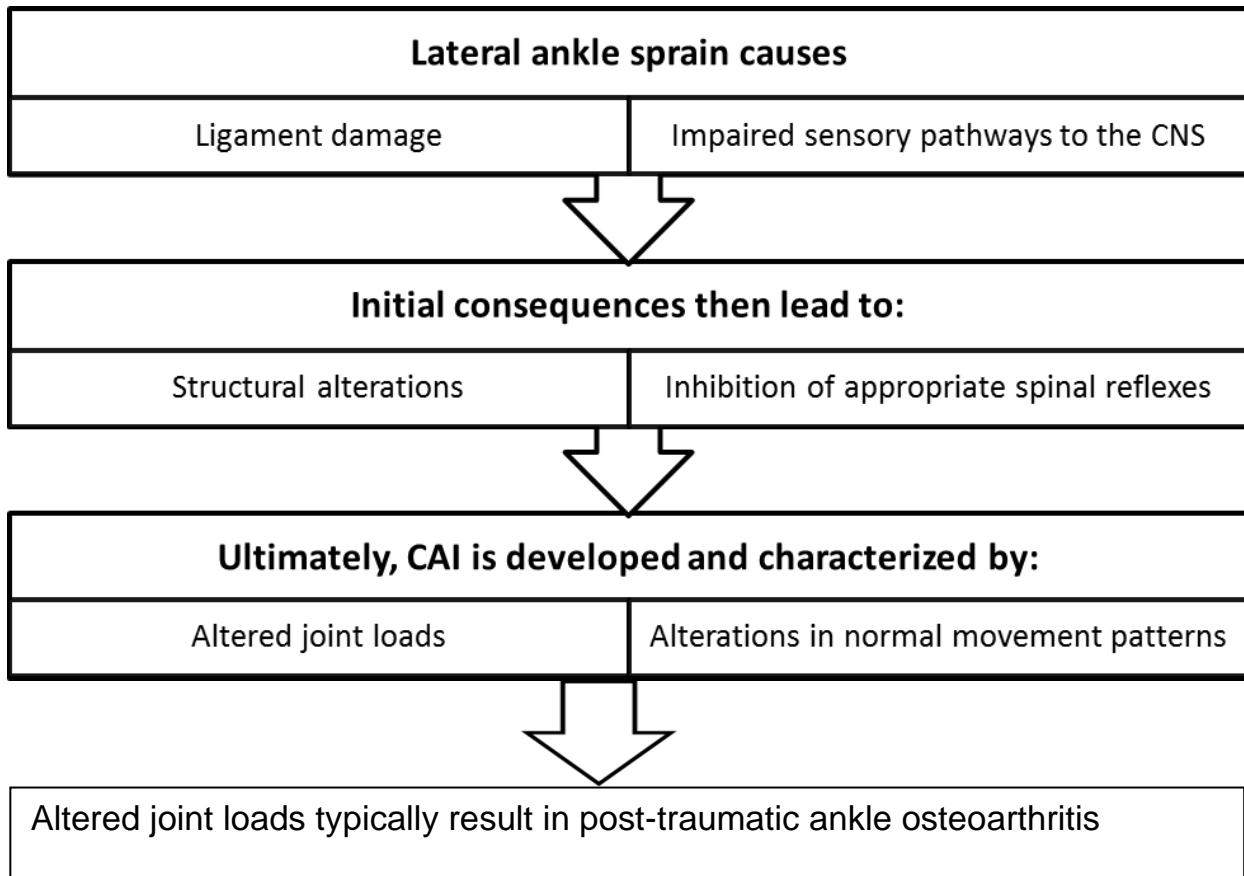 Lateral ankle sprain causes
Ligament damage
Impaired sensory pathways to the CNS
Initial consequences then lead to:
Structural alterations
Inhibition of appropriate spinal reflexes
Ultimately, CAI is developed and characterized by:
Altered joint loads
Alterations in normal movement patterns
Altered joint loads typically result in post-traumatic ankle osteoarthritis